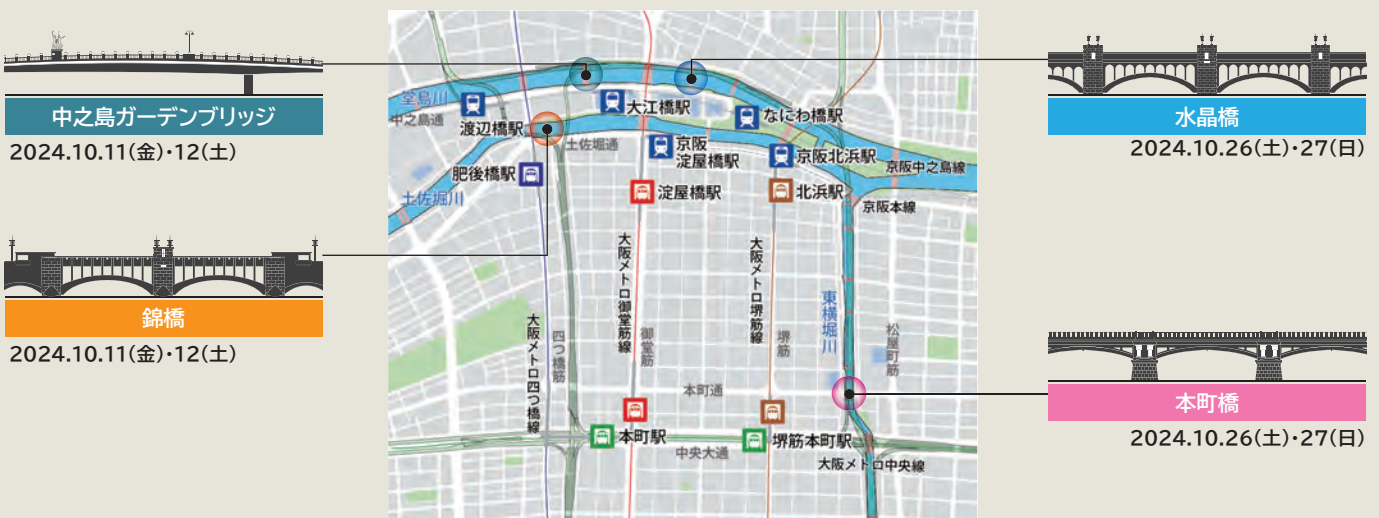 中之島ガーデンブリッジ
2024.10.11(金)・12(土)
錦橋
2024.10.11(金)・12(土)
堂島川
中之島通
渡辺橋駅
大江橋駅
なにわ橋駅
土佐堀通
京阪
淀屋橋駅
京阪北浜駅
京阪中之島線
肥後橋駅
土佐堀川
淀屋橋駅
北浜駅
京阪本線
大阪メトロ四つ橋線
四つ橋筋
大阪メトロ御堂筋線
御堂筋
大阪メトロ堺筋線
堺筋
東横堀川
松屋町筋
本町通
本町駅
堺筋本町駅
中央大通
大阪メトロ中央線
水晶橋
2024.10.26(土)・27(日)
本町橋
2024.10.26(土)・27(日)